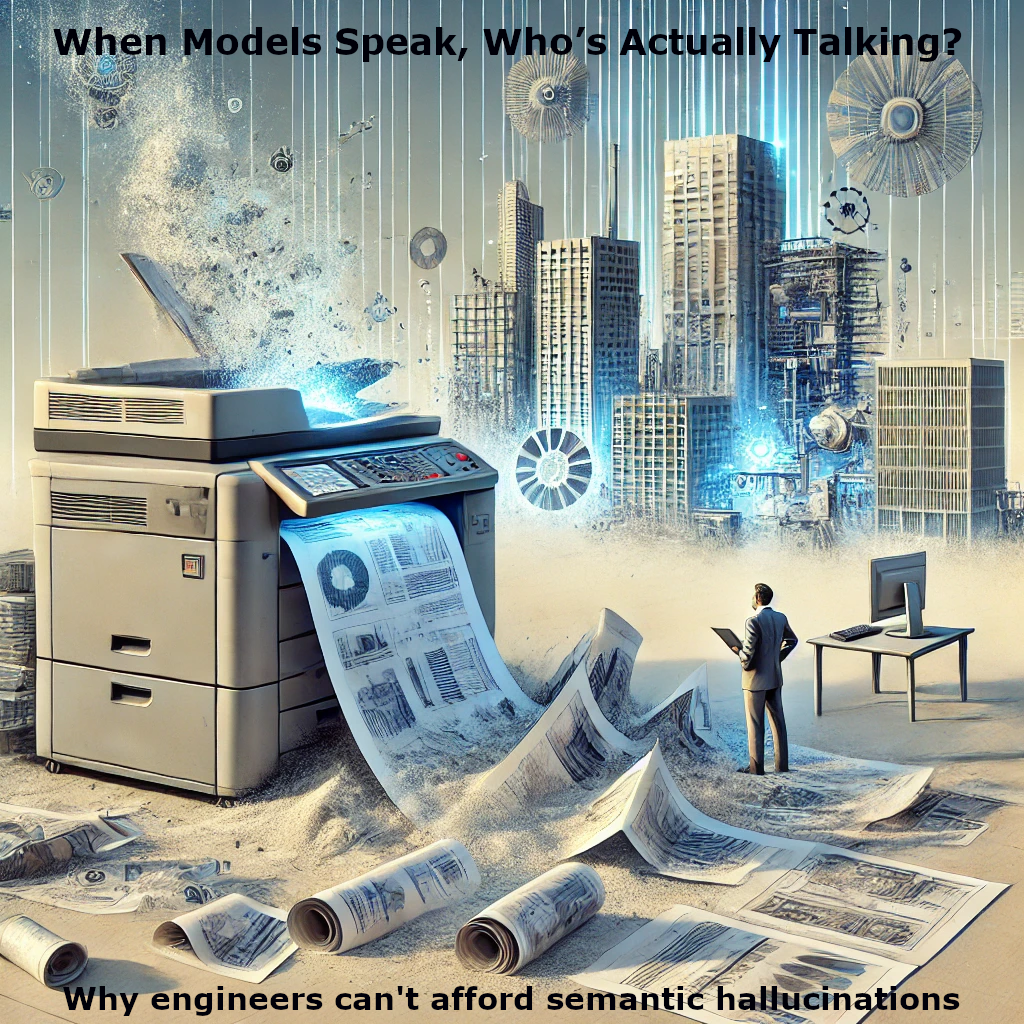 When Models Speak, Who’s Actually Talking?
Why engineers can't afford semantic hallucinations